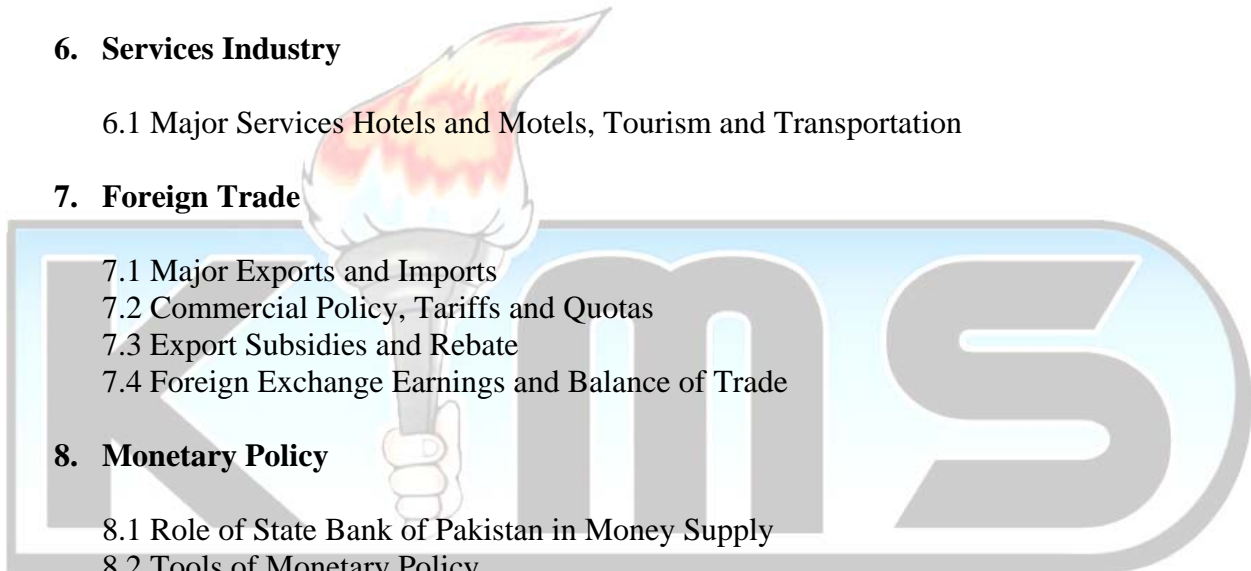 6. Services Industry
6.1 Major Services Hotels and Motels, Tourism and Transportation
7. Foreign Trade
7.1 Major Exports and Imports
7.2 Commercial Policy, Tariffs and Quotas
7.3 Export Subsidies and Rebate
7.4 Foreign Exchange Earnings and Balance of Trade
KIMS
8. Monetary Policy
8.1 Role of State Bank of Pakistan in Money Supply
8.2 Tools of Monetary Policy